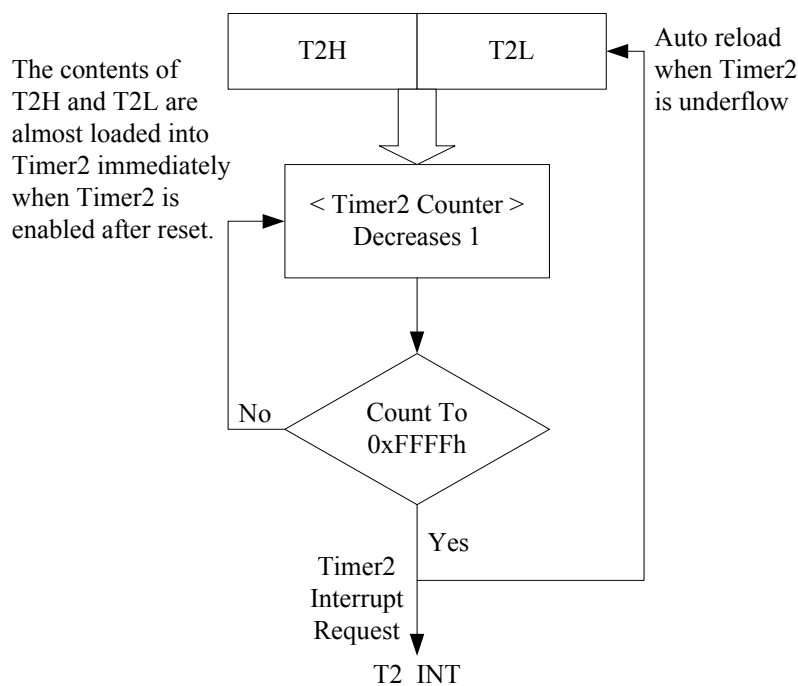 T2H
T2L
Auto reload
when Timer2
is underflow
The contents of
T2H and T2L are
almost loaded into
Timer2 immediately
when Timer2 is
enabled after reset.
< Timer2 Counter >
Decreases 1
Count To
0xFFFFh
No
Yes
Timer2
Interrupt
Request
T2_INT